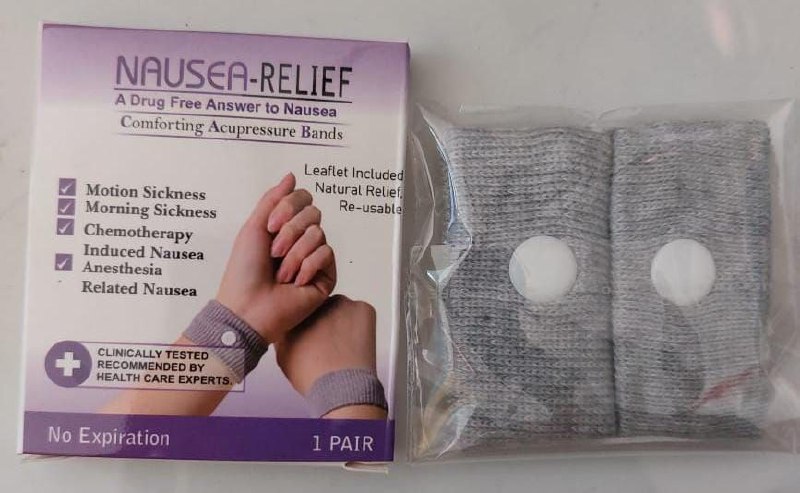 NAUSEA-RELIEF
A Drug Free Answer to Nausea
Comforting Acupressure Bands
Leaflet Included
Natural Relief,
Re-usable
Motion Sickness
Morning Sickness
Chemotherapy
Induced Nausea
Anesthesia
Related Nausea
CLINICALLY TESTED
RECOMMENDED BY
HEALTH CARE EXPERTS.
No Expiration
1 PAIR